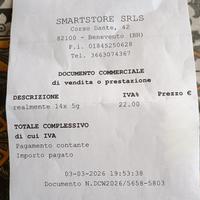 SMARTSTORE SRLS
Corso Dante, 42
82100 - Benevento (BN)
P.i. 01845250628
Tel. 3663074367
DOCUMENTO COMMERCIALE
di vendita o prestazione
DESCRIZIONE IVA% Prezzo €
realmente 14x 5g 22.00
TOTALE COMPLESSIVO
di cui IVA
Pagamento contante
Importo pagato
03-03-2026 19:53:38
Documento N.DCW2026/5658-5803